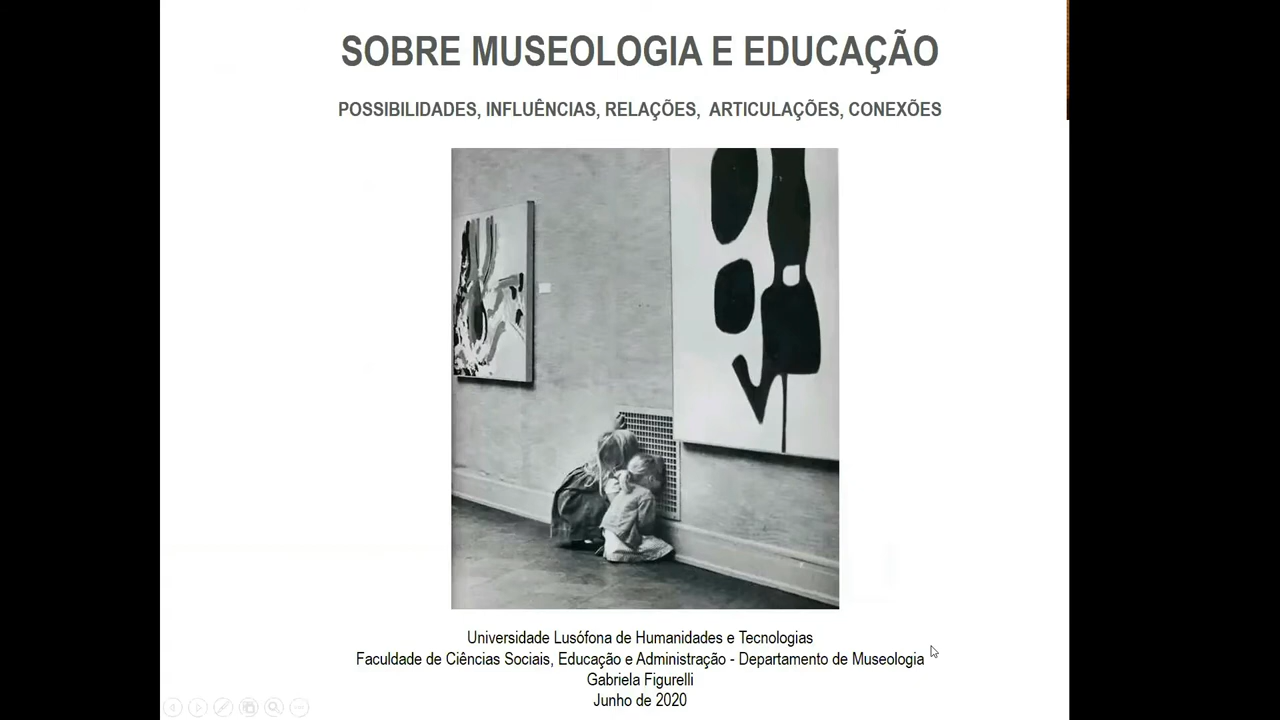 SOBRE MUSEOLOGIA E EDUCAÇÃO
POSSIBILIDADES, INFLUÊNCIAS, RELAÇÕES, ARTICULAÇÕES, CONEXÕES
Universidade Lusófona de Humanidades e Tecnologias
Faculdade de Ciências Sociais, Educação e Administração - Departamento de Museologia
Gabriela Figurelli
Junho de 2020